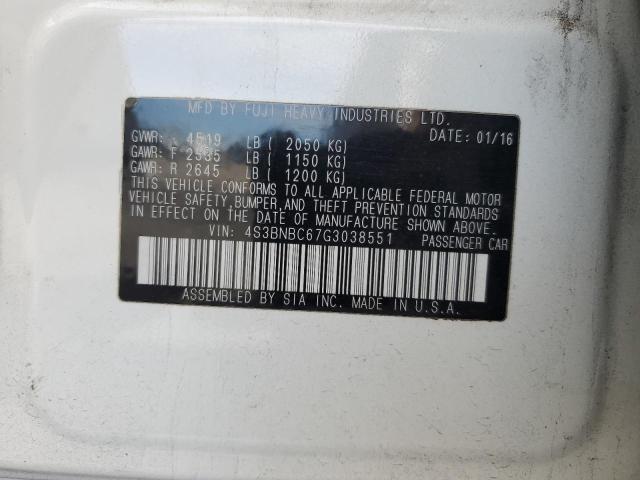 MFD BY FUJI HEAVY INDUSTRIES LTD.
DATE: 01/16
GVWR: 4519 LB ( 2050 KG)
GAWR: F 2535 LB ( 1150 KG)
GAWR: R 2645 LB ( 1200 KG)
THIS VEHICLE CONFORMS TO ALL APPLICABLE FEDERAL MOTOR
VEHICLE SAFETY, BUMPER, AND THEFT PREVENTION STANDARDS
IN EFFECT ON THE DATE OF MANUFACTURE SHOWN ABOVE.
VIN: 4S3BNBC67G3038551 PASSENGER CAR
ASSEMBLED BY SIA INC. MADE IN U.S.A.